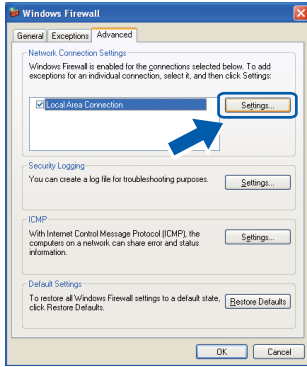 Windows Firewall
General Exceptions Advanced
Network Connection Settings
Windows Firewall is enabled for the connections selected below. To add
exceptions for an individual connection, select it, and then click Settings:
Local Area Connection
Settings...
Security Logging
You can create a log file for troubleshooting purposes.
Settings...
ICMP
With Internet Control Message Protocol (ICMP), the
computers on a network can share error and status
information.
Settings...
Default Settings
To restore all Windows Firewall settings to a default state,
click Restore Defaults.
Restore Defaults
OK Cancel